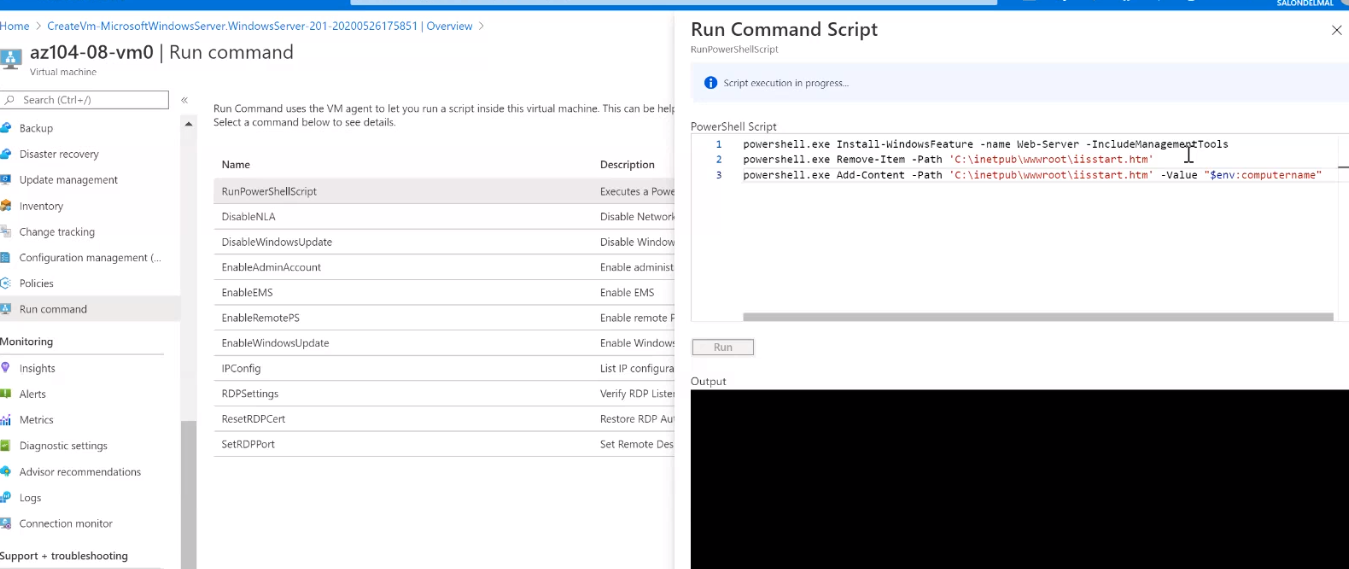 SALONDELMAL
Home > CreateVm-MicrosoftWindowsServer.WindowsServer-201-20200526175851 | Overview >
az104-08-vm0 | Run command
Virtual machine
Search (Ctrl+/)
«
Backup
Disaster recovery
Update management
Inventory
Change tracking
Configuration management (...
Policies
Run command
Monitoring
Insights
Alerts
Metrics
Diagnostic settings
Advisor recommendations
Logs
Connection monitor
Support + troubleshooting
Run Command uses the VM agent to let you run a script inside this virtual machine. This can be help
Select a command below to see details.
Name Description
RunPowerShellScript Executes a Powe
DisableNLA Disable Network
DisableWindowsUpdate Disable Window
EnableAdminAccount Enable administ
EnableEMS Enable EMS
EnableRemotePS Enable remote P
EnableWindowsUpdate Enable Windows
IPConfig List IP configura
RDPSettings Verify RDP Liste
ResetRDPCert Restore RDP Au
SetRDPPort Set Remote Des
Run Command Script
RunPowerShellScript
Script execution in progress...
PowerShell Script
1 powershell.exe Install-WindowsFeature -name Web-Server -IncludeManagementTools
2 powershell.exe Remove-Item -Path 'C:\inetpub\wwwroot\iisstart.htm'
3 powershell.exe Add-Content -Path 'C:\inetpub\wwwroot\iisstart.htm' -Value "$env:computername"
Run
Output